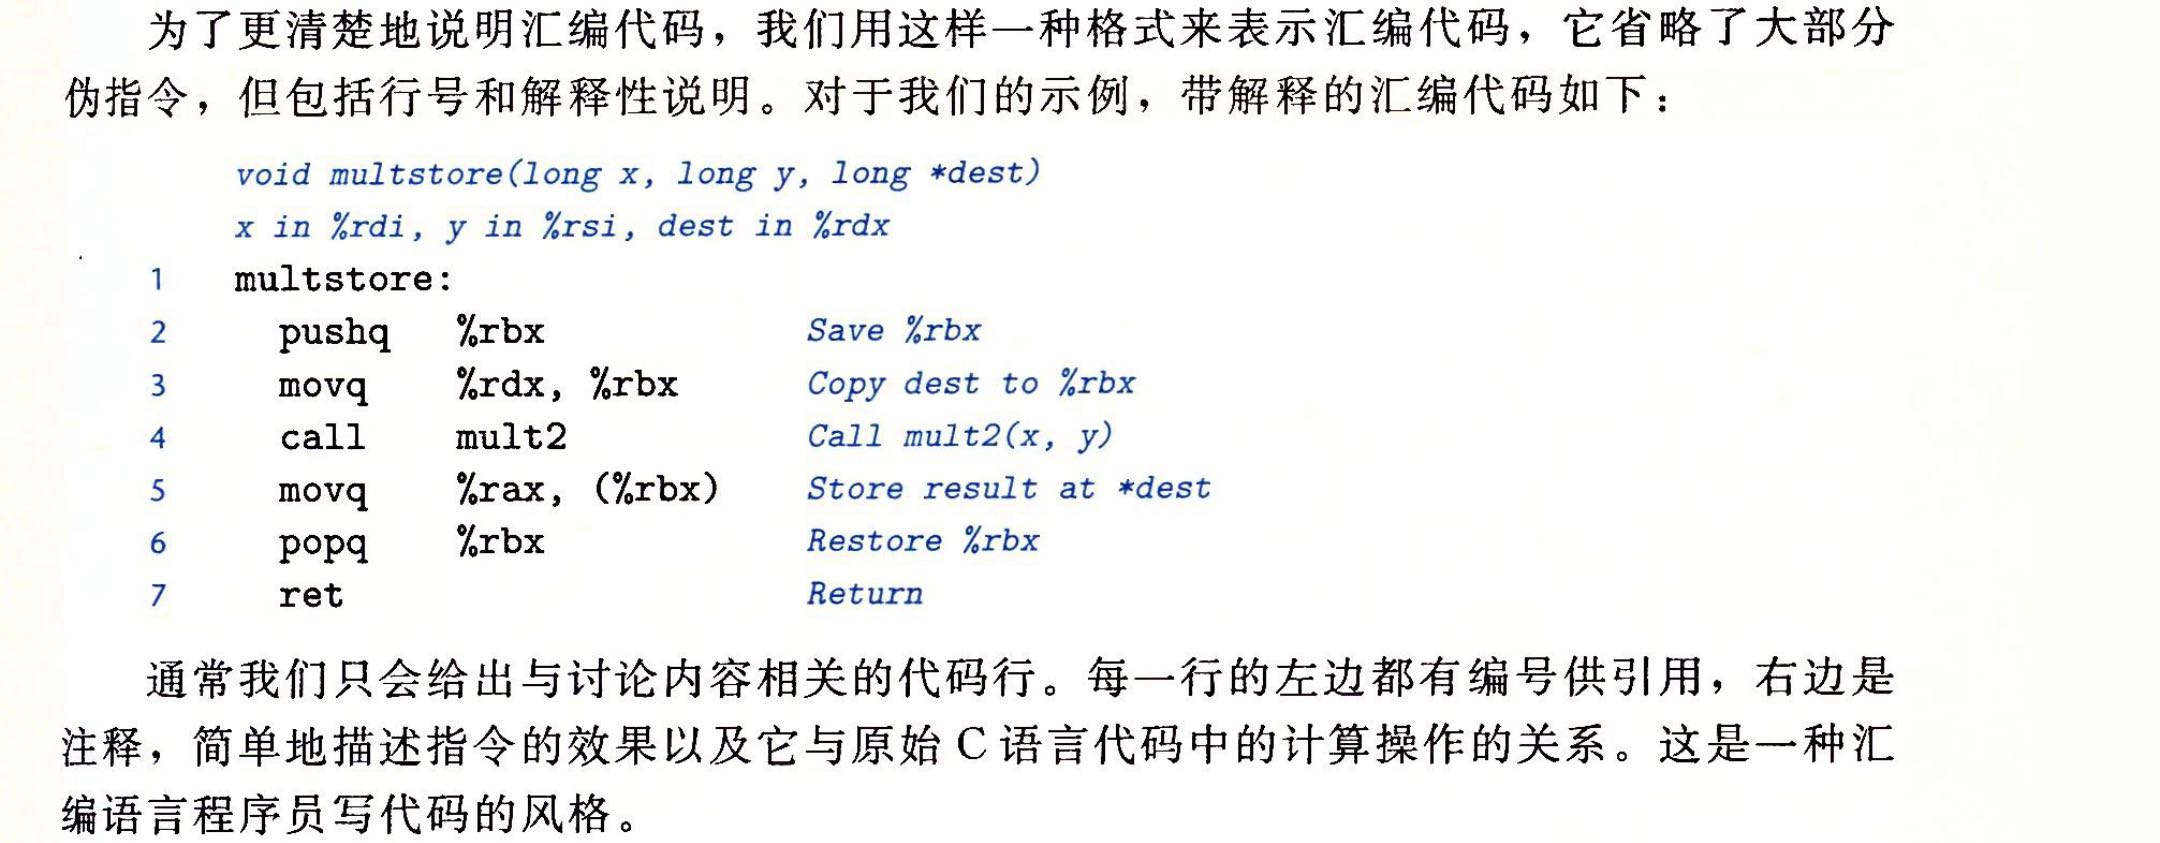 为了更清楚地说明汇编代码，我们用这样一种格式来表示汇编代码，它省略了大部分
伪指令，但包括行号和解释性说明。对于我们的示例，带解释的汇编代码如下：
void multstore(long x, long y, long *dest)
x in %rdi, y in %rsi, dest in %rdx
1 multstore:
2 pushq %rbx Save %rbx
3 movq %rdx, %rbx Copy dest to %rbx
4 call mult2 Call mult2(x, y)
5 movq %rax, (%rbx) Store result at *dest
6 popq %rbx Restore %rbx
7 ret Return
通常我们只会给出与讨论内容相关的代码行。每一行的左边都有编号供引用，右边是
注释，简单地描述指令的效果以及它与原始 C 语言代码中的计算操作的关系。这是一种汇
编语言程序员写代码的风格。